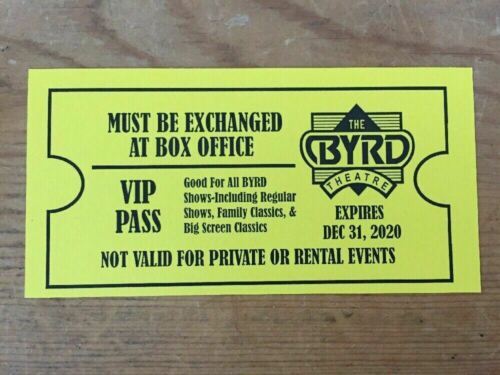 MUST BE EXCHANGED
AT BOX OFFICE
VIP
PASS
Good For All BYRD
Shows-Including Regular
Shows, Family Classics, &
Big Screen Classics
THE
BYRD
THEATRE
EXPIRES
DEC 31, 2020
NOT VALID FOR PRIVATE OR RENTAL EVENTS